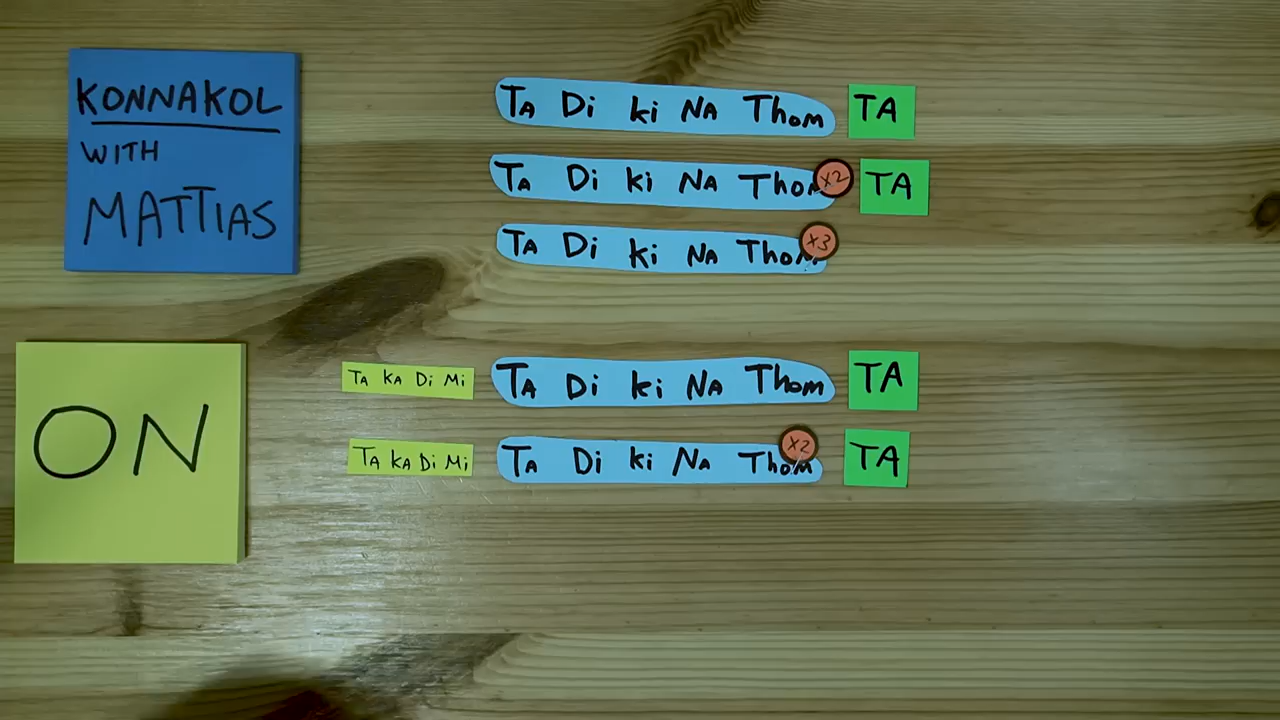 KONNAKOL
WITH
MATTIAS
TA Di ki NA Thom TA
TA Di ki NA Thom x2 TA
TA Di ki NA Thom x3
ON
TA KA Di Mi TA Di ki NA Thom TA
TA KA Di Mi TA Di ki NA Thom x2 TA